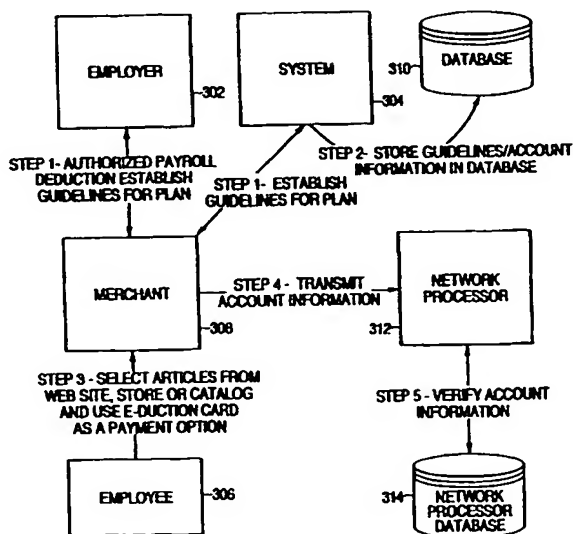 EMPLOYER
302
SYSTEM
304
310
DATABASE
STEP 1- AUTHORIZED PAYROLL
DEDUCTION ESTABLISH
GUIDELINES FOR PLAN
STEP 1- ESTABLISH
GUIDELINES FOR PLAN
STEP 2- STORE GUIDELINES/ACCOUNT
INFORMATION IN DATABASE
MERCHANT
308
STEP 4 - TRANSMIT
ACCOUNT INFORMATION
NETWORK
PROCESSOR
312
STEP 3 - SELECT ARTICLES FROM
WEB SITE, STORE OR CATALOG
AND USE E-DUCTION CARD
AS A PAYMENT OPTION
STEP 5 - VERIFY ACCOUNT
INFORMATION
EMPLOYEE
306
314
NETWORK
PROCESSOR
DATABASE